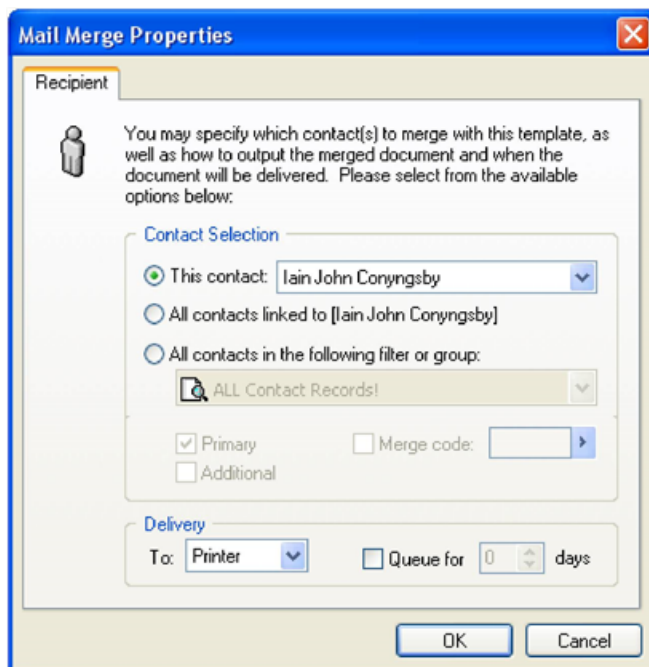 Mail Merge Properties
Recipient
You may specify which contact(s) to merge with this template, as
well as how to output the merged document and when the
document will be delivered. Please select from the available
options below:
Contact Selection
This contact: Iain John Conyngsby
All contacts linked to [Iain John Conyngsby]
All contacts in the following filter or group:
ALL Contact Records!
Primary Merge code:
Additional
Delivery
To: Printer Queue for 0 days
OK Cancel